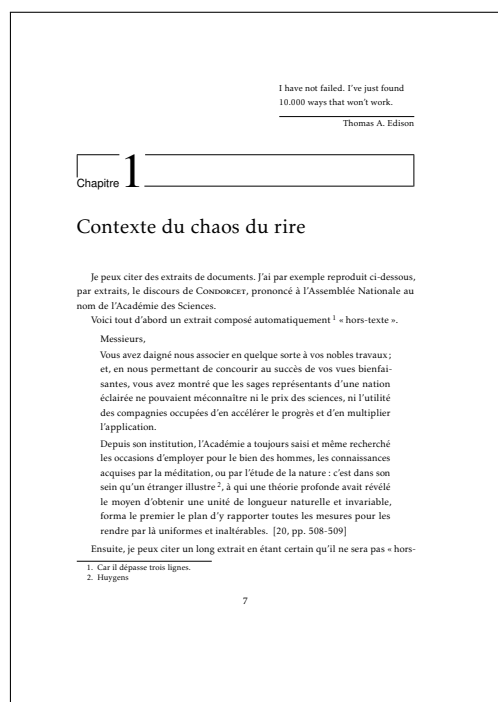 I have not failed. I've just found
10.000 ways that won't work.
Thomas A. Edison
Chapitre 1
Contexte du chaos du rire
Je peux citer des extraits de documents. J'ai par exemple reproduit ci-dessous,
par extraits, le discours de Condorcet, prononcé à l'Assemblée Nationale au
nom de l'Académie des Sciences.
Voici tout d'abord un extrait composé automatiquement 1 « hors-texte ».
Messieurs,
Vous avez daigné nous associer en quelque sorte à vos nobles travaux ;
et, en nous permettant de concourir au succès de vos vues bienfai-
santes, vous avez montré que les sages représentants d'une nation
éclairée ne pouvaient méconnaître ni le prix des sciences, ni l'utilité
des compagnies occupées d'en accélérer le progrès et d'en multiplier
l'application.
Depuis son institution, l'Académie a toujours saisi et même recherché
les occasions d'employer pour le bien des hommes, les connaissances
acquises par la méditation, ou par l'étude de la nature : c'est dans son
sein qu'un étranger illustre 2, à qui une théorie profonde avait révélé
le moyen d'obtenir une unité de longueur naturelle et invariable,
forma le premier le plan d'y rapporter toutes les mesures pour les
rendre par là uniformes et inaltérables. [20, pp. 508-509]
Ensuite, je peux citer un long extrait en étant certain qu'il ne sera pas « hors-
1. Car il dépasse trois lignes.
2. Huygens
7